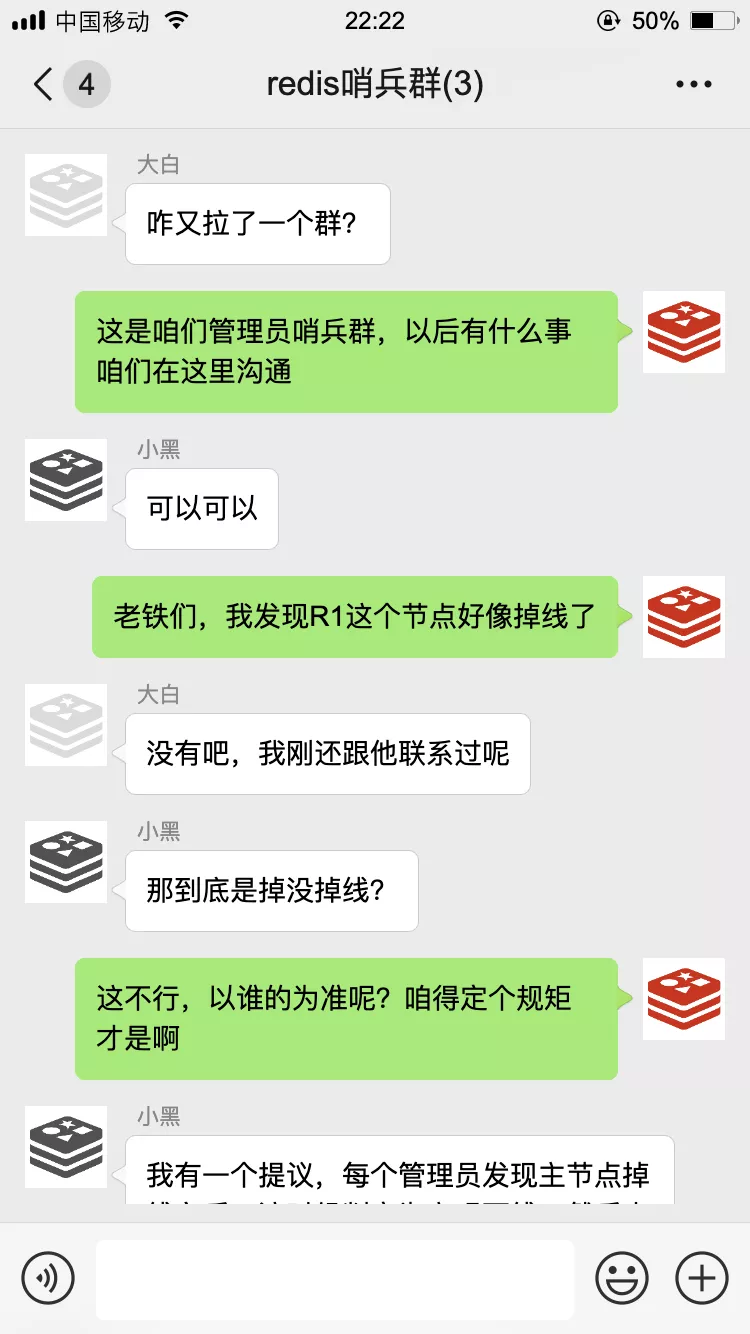 中国移动 22:22 50%
4 redis哨兵群(3)
大白
咋又拉了一个群？
这是咱们管理员哨兵群，以后有什么事
咱们在这里沟通
小黑
可以可以
老铁们，我发现R1这个节点好像掉线了
大白
没有吧，我刚还跟他联系过呢
小黑
那到底是掉没掉线？
这不行，以谁的为准呢？咱得定个规矩
才是啊
小黑
我有一个提议，每个管理员发现主节点掉